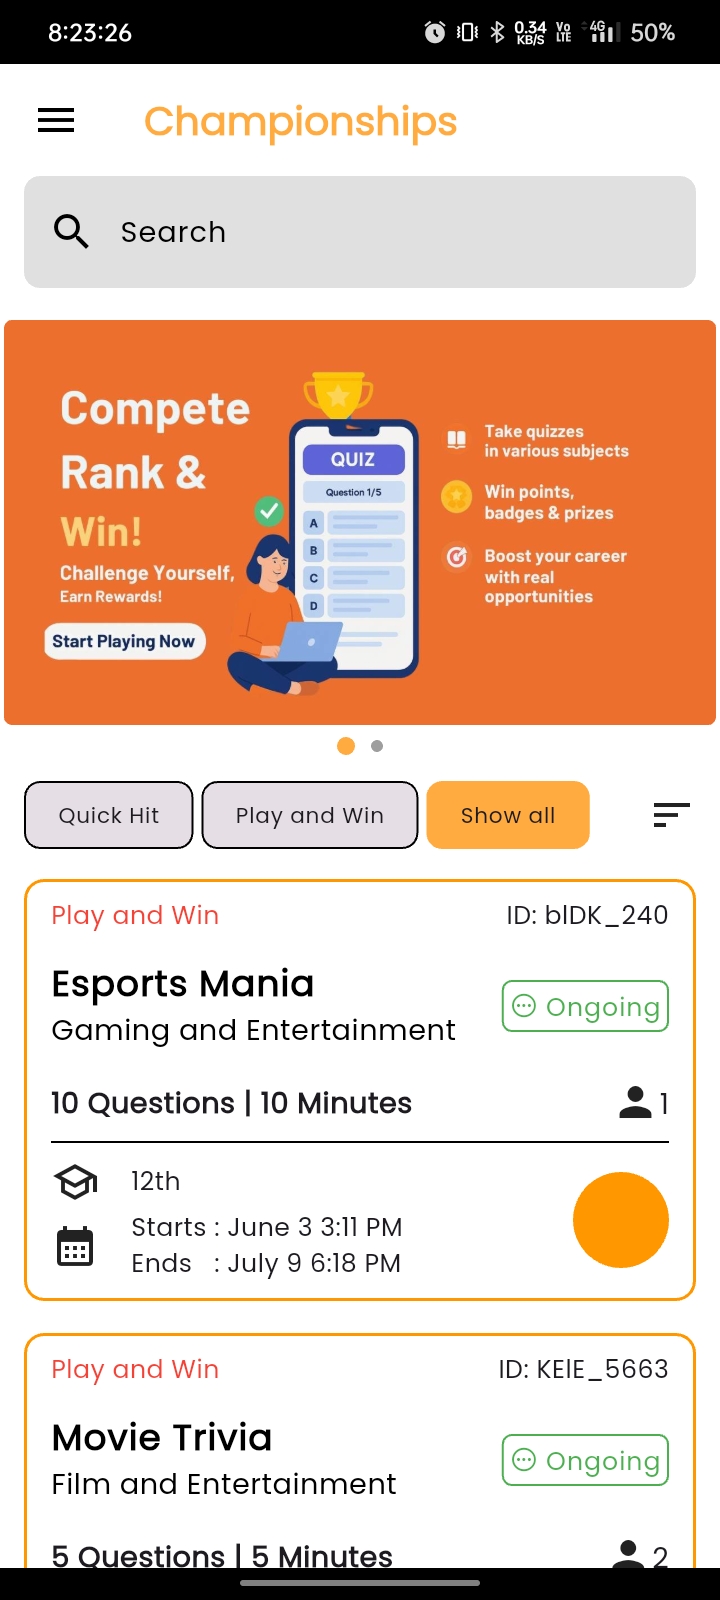 8:23:26
0.34 KB/S
Vo LTE
4G
50%
Championships
Search
Compete
Rank &
Win!
Challenge Yourself,
Earn Rewards!
Start Playing Now
QUIZ
Question 1/5
A
B
C
D
Take quizzes
in various subjects
Win points,
badges & prizes
Boost your career
with real
opportunities
Quick Hit
Play and Win
Show all
Play and Win
ID: blDK_240
Esports Mania
Ongoing
Gaming and Entertainment
10 Questions | 10 Minutes
1
12th
Starts : June 3 3:11 PM
Ends : July 9 6:18 PM
Play and Win
ID: KElE_5663
Movie Trivia
Ongoing
Film and Entertainment
5 Questions | 5 Minutes
2